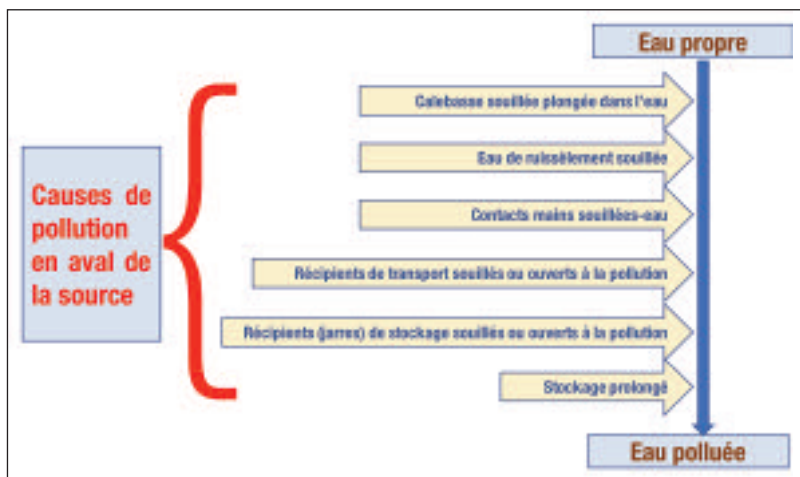 Eau propre
Calebasse souillée plongée dans l'eau
Eau de ruissèlement souillée
Causes de
pollution
en aval de
la source
Contacts mains souillées-eau
Récipients de transport souillés ou ouverts à la pollution
Récipients (jarres) de stockage souillés ou ouverts à la pollution
Stockage prolongé
Eau polluée